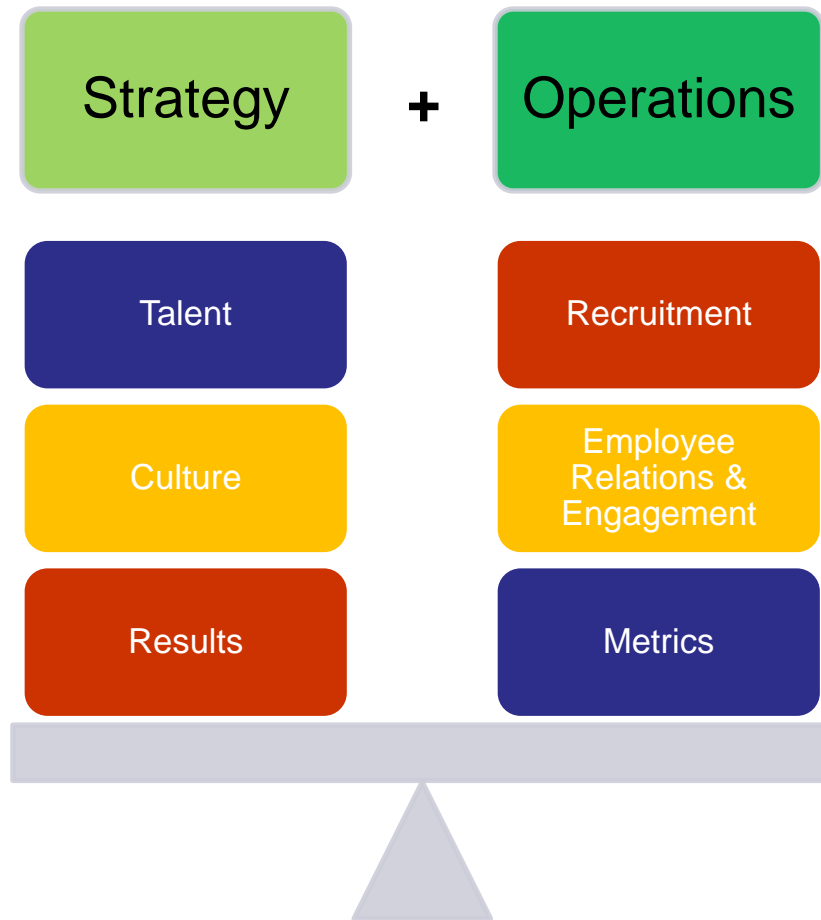 Strategy
+
Operations
Talent
Recruitment
Culture
Employee
Relations &
Engagement
Results
Metrics